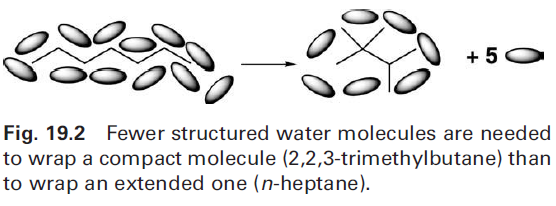 + 5
Fig. 19.2 Fewer structured water molecules are needed
to wrap a compact molecule (2,2,3-trimethylbutane) than
to wrap an extended one (n-heptane).